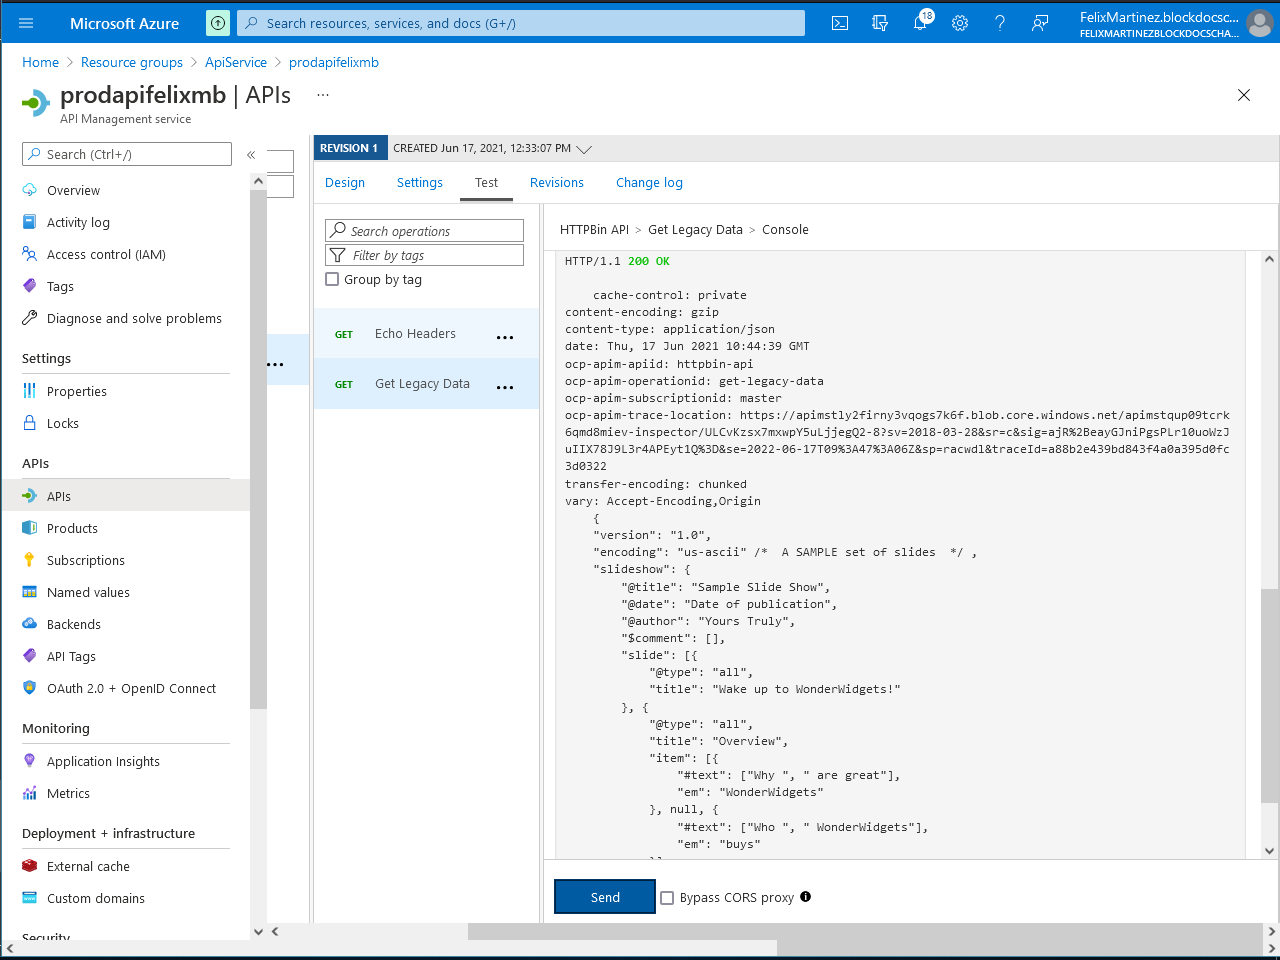 Microsoft Azure
Search resources, services, and docs (G+/)
18
FelixMartinez.blockdocsc...
FELIXMARTINEZBLOCKDOCSCHA...
Home > Resource groups > ApiService > prodapifelixmb
prodapifelixmb | APIs ...
API Management service
Search (Ctrl+/)
«
Overview
Activity log
Access control (IAM)
Tags
Diagnose and solve problems
Settings
Properties
Locks
APIs
APIs
Products
Subscriptions
Named values
Backends
API Tags
OAuth 2.0 + OpenID Connect
Monitoring
Application Insights
Metrics
Deployment + infrastructure
External cache
Custom domains
Security
REVISION 1 CREATED Jun 17, 2021, 12:33:07 PM
Design Settings Test Revisions Change log
Search operations
Filter by tags
Group by tag
GET Echo Headers ...
GET Get Legacy Data ...
HTTPBin API > Get Legacy Data > Console
HTTP/1.1 200 OK
cache-control: private
content-encoding: gzip
content-type: application/json
date: Thu, 17 Jun 2021 10:44:39 GMT
ocp-apim-apiid: httpbin-api
ocp-apim-operationid: get-legacy-data
ocp-apim-subscriptionid: master
ocp-apim-trace-location: https://apimstly2firny3vqogs7k6f.blob.core.windows.net/apimstqup09tcrk
6qmd8miev-inspector/ULCvKzsx7mxwpY5uLjjegQ2-8?sv=2018-03-28&sr=c&sig=ajR%2BeayGJniPgsPLr10uoWzJ
uIIX78J9L3r4APEyt1Q%3D&se=2022-06-17T09%3A47%3A06Z&sp=racwdl&traceId=a88b2e439bd843f4a0a395d0fc
3d0322
transfer-encoding: chunked
vary: Accept-Encoding,Origin
{
"version": "1.0",
"encoding": "us-ascii" /*  A SAMPLE set of slides  */ ,
"slideshow": {
"@title": "Sample Slide Show",
"@date": "Date of publication",
"@author": "Yours Truly",
"$comment": [],
"slide": [{
"@type": "all",
"title": "Wake up to WonderWidgets!"
}, {
"@type": "all",
"title": "Overview",
"item": [{
"#text": ["Why ", " are great"],
"em": "WonderWidgets"
}, null, {
"#text": ["Who ", " WonderWidgets"],
"em": "buys"
Send
Bypass CORS proxy